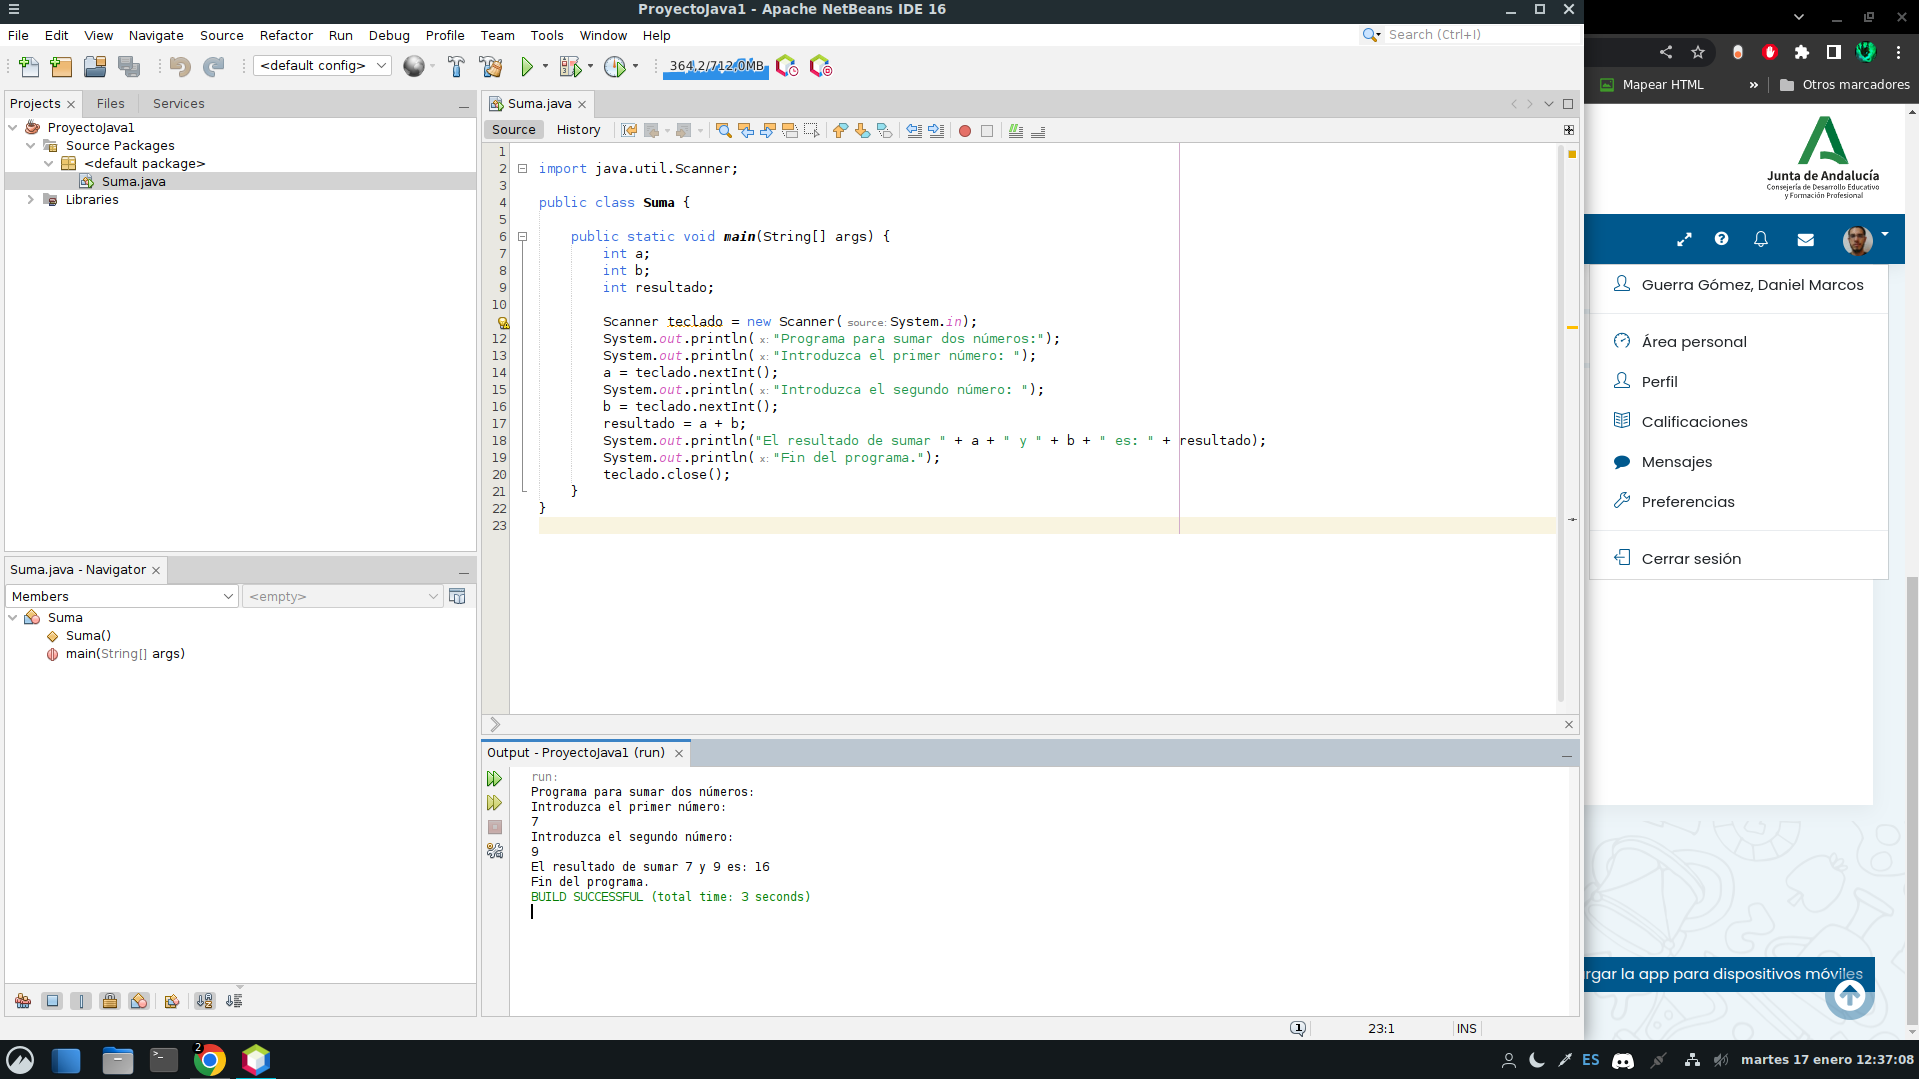 ProyectoJava1 - Apache NetBeans IDE 16
File Edit View Navigate Source Refactor Run Debug Profile Team Tools Window Help
Search (Ctrl+I)
<default config>
364,2/712,0MB
Projects Files Services
ProyectoJava1
Source Packages
<default package>
Suma.java
Libraries
Suma.java - Navigator
Members
<empty>
Suma
Suma()
main(String[] args)
Suma.java
Source History
1
2 import java.util.Scanner;
3
4 public class Suma {
5
6 public static void main(String[] args) {
7 int a;
8 int b;
9 int resultado;
10
Scanner teclado = new Scanner( source: System.in);
12 System.out.println( x: "Programa para sumar dos números:");
13 System.out.println( x: "Introduzca el primer número: ");
14 a = teclado.nextInt();
15 System.out.println( x: "Introduzca el segundo número: ");
16 b = teclado.nextInt();
17 resultado = a + b;
18 System.out.println("El resultado de sumar " + a + " y " + b + " es: " + resultado);
19 System.out.println( x: "Fin del programa.");
20 teclado.close();
21 }
22 }
23
Output - ProyectoJava1 (run)
run:
Programa para sumar dos números:
Introduzca el primer número:
7
Introduzca el segundo número:
9
El resultado de sumar 7 y 9 es: 16
Fin del programa.
BUILD SUCCESSFUL (total time: 3 seconds)
1
23:1 INS
Mapear HTML » Otros marcadores
Junta de Andalucía
Consejería de Desarrollo Educativo
y Formación Profesional
Guerra Gómez, Daniel Marcos
Área personal
Perfil
Calificaciones
Mensajes
Preferencias
Cerrar sesión
rgar la app para dispositivos móviles
2
ES
martes 17 enero 12:37:08